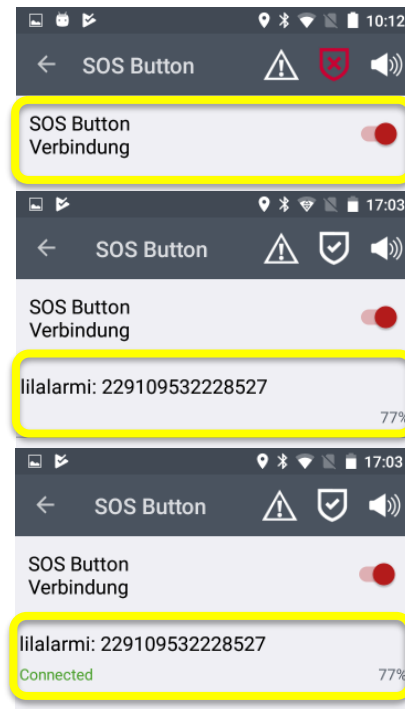 10:12
SOS Button
SOS Button
Verbindung
17:03
SOS Button
SOS Button
Verbindung
lilalarmi: 229109532228527
77%
17:03
SOS Button
SOS Button
Verbindung
lilalarmi: 229109532228527
Connected
77%